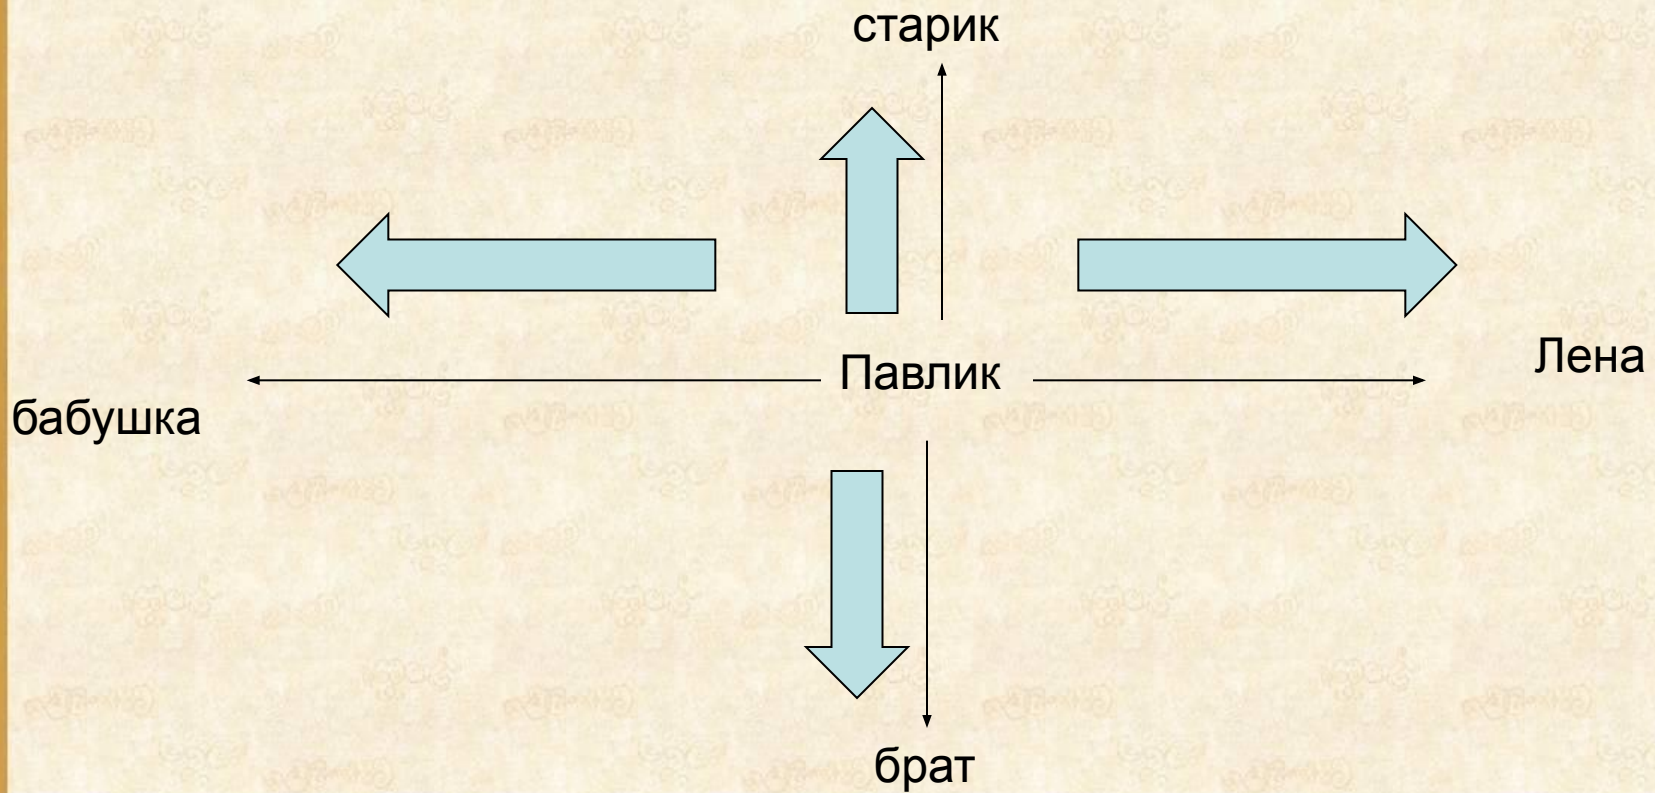 старик
Лена
Павлик
бабушка
брат